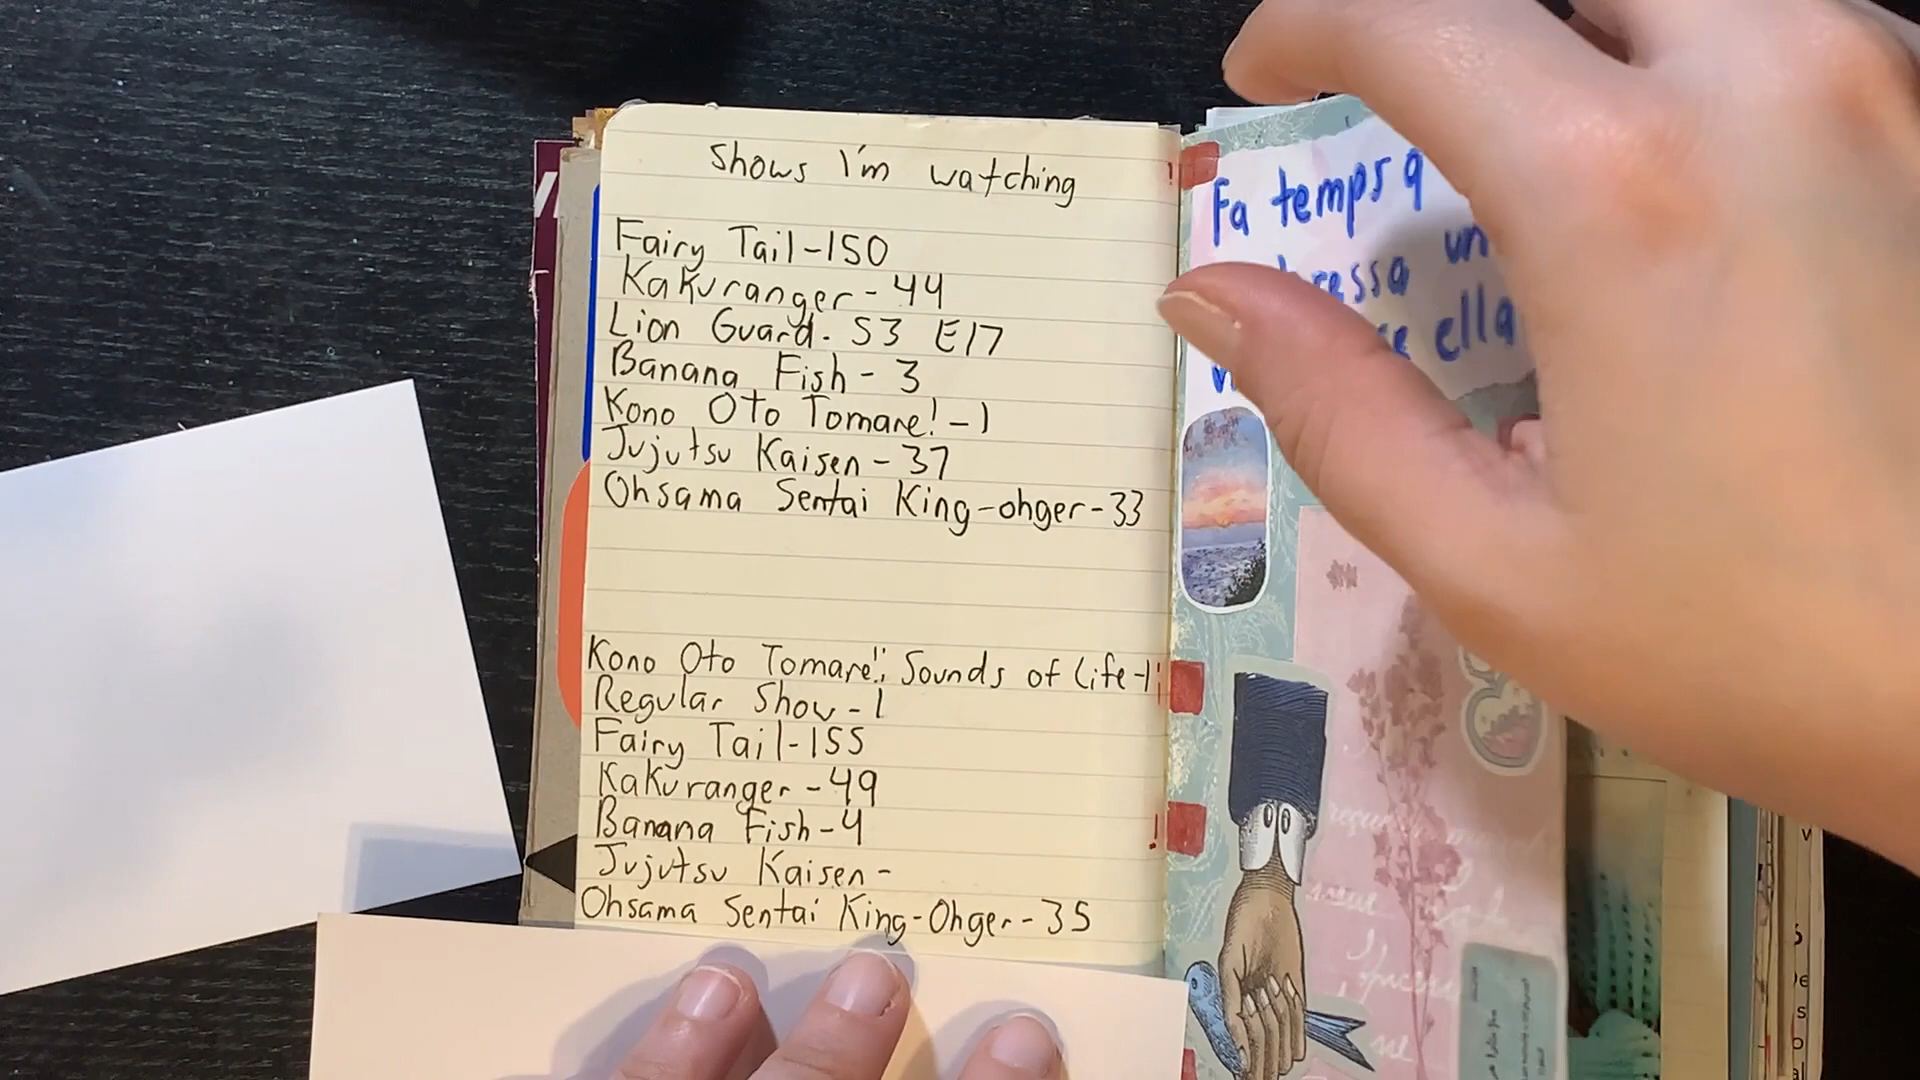 Shows I'm watching
Fairy Tail-150
Kakuranger-44
Lion Guard. S3 E17
Banana Fish-3
Kono Oto Tomare!-1
Jujutsu Kaisen-37
Ohsama Sentai King-ohger-33
Kono Oto Tomare!: Sounds of Life-1
Regular Show-1
Fairy Tail-155
Kakuranger-49
Banana Fish-4
Jujutsu Kaisen-
Ohsama Sentai King-Ohger-35
Fa temps q
un
ella